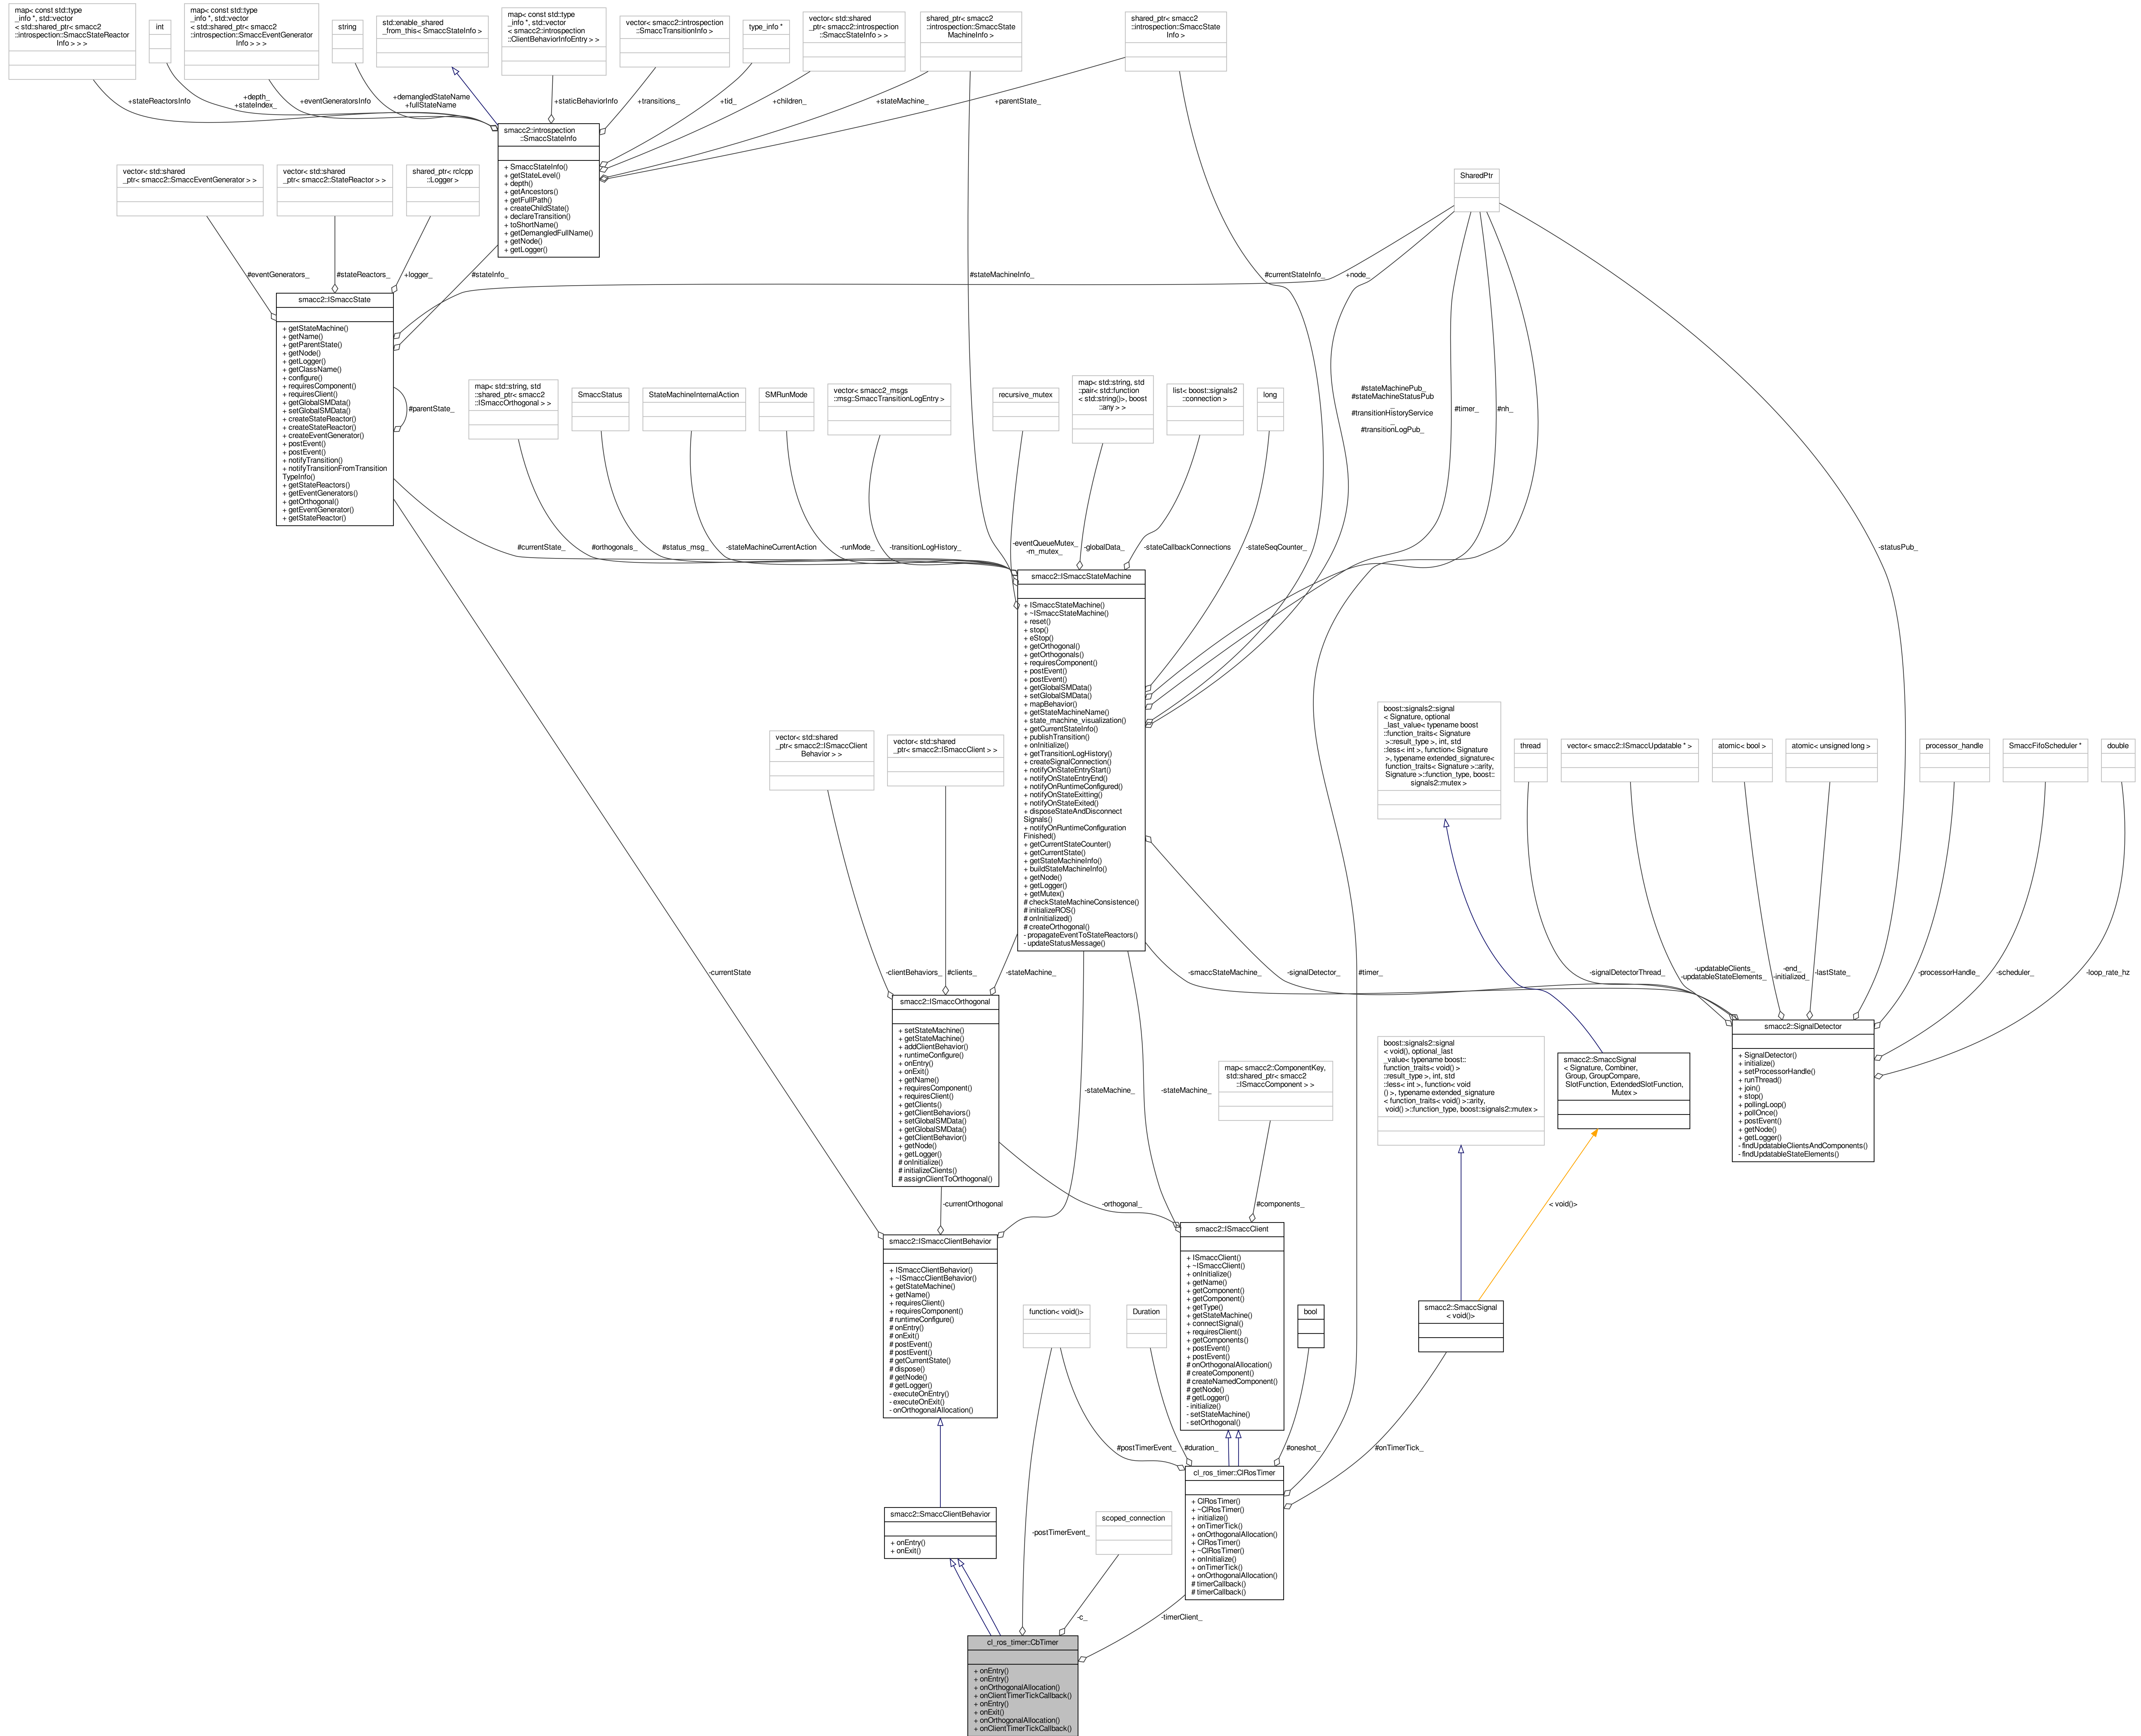 map< const std::type
_info *, std::vector
< std::shared_ptr< smacc2
::introspection::SmaccStateReactor
Info > > >
int
map< const std::type
_info *, std::vector
< std::shared_ptr< smacc2
::introspection::SmaccEventGenerator
Info > > >
string
std::enable_shared
_from_this< SmaccStateInfo >
map< const std::type
_info *, std::vector
< smacc2::introspection
::ClientBehaviorInfoEntry > >
vector< smacc2::introspection
::SmaccTransitionInfo >
type_info *
vector< std::shared
_ptr< smacc2::introspection
::SmaccStateInfo > >
shared_ptr< smacc2
::introspection::SmaccState
MachineInfo >
shared_ptr< smacc2
::introspection::SmaccState
Info >
+stateReactorsInfo
+depth_
+stateIndex_
+eventGeneratorsInfo
+demangledStateName
+fullStateName
+staticBehaviorInfo
+transitions_
+tid_
+children_
+stateMachine_
+parentState_
smacc2::introspection
::SmaccStateInfo
+ SmaccStateInfo()
+ getStateLevel()
+ depth()
+ getAncestors()
+ getFullPath()
+ createChildState()
+ declareTransition()
+ toShortName()
+ getDemangledFullName()
+ getNode()
+ getLogger()
vector< std::shared
_ptr< smacc2::SmaccEventGenerator > >
vector< std::shared
_ptr< smacc2::StateReactor > >
shared_ptr< rclcpp
::Logger >
SharedPtr
#eventGenerators_
#stateReactors_
+logger_
#stateInfo_
#stateMachineInfo_
#currentStateInfo_
+node_
smacc2::ISmaccState
+ getStateMachine()
+ getName()
+ getParentState()
+ getNode()
+ getLogger()
+ getClassName()
+ configure()
+ requiresComponent()
+ requiresClient()
+ getGlobalSMData()
+ setGlobalSMData()
+ createStateReactor()
+ createStateReactor()
+ createEventGenerator()
+ postEvent()
+ postEvent()
+ notifyTransition()
+ notifyTransitionFromTransition
TypeInfo()
+ getStateReactors()
+ getEventGenerators()
+ getOrthogonal()
+ getEventGenerator()
+ getStateReactor()
#parentState_
map< std::string, std
::shared_ptr< smacc2
::ISmaccOrthogonal > >
SmaccStatus
StateMachineInternalAction
SMRunMode
vector< smacc2_msgs
::msg::SmaccTransitionLogEntry >
recursive_mutex
map< std::string, std
::pair< std::function
< std::string()>, boost
::any > >
list< boost::signals2
::connection >
long
#stateMachinePub_
#stateMachineStatusPub
_
#transitionHistoryService
_
#transitionLogPub_
#timer_
#nh_
#currentState_
#orthogonals_
#status_msg_
-stateMachineCurrentAction
-runMode_
-transitionLogHistory_
-eventQueueMutex_
-m_mutex_
-globalData_
-stateCallbackConnections
-stateSeqCounter_
-statusPub_
smacc2::ISmaccStateMachine
+ ISmaccStateMachine()
+ ~ISmaccStateMachine()
+ reset()
+ stop()
+ eStop()
+ getOrthogonal()
+ getOrthogonals()
+ requiresComponent()
+ postEvent()
+ postEvent()
+ getGlobalSMData()
+ setGlobalSMData()
+ mapBehavior()
+ getStateMachineName()
+ state_machine_visualization()
+ getCurrentStateInfo()
+ publishTransition()
+ onInitialize()
+ getTransitionLogHistory()
+ createSignalConnection()
+ notifyOnStateEntryStart()
+ notifyOnStateEntryEnd()
+ notifyOnRuntimeConfigured()
+ notifyOnStateExitting()
+ notifyOnStateExited()
+ disposeStateAndDisconnect
Signals()
+ notifyOnRuntimeConfiguration
Finished()
+ getCurrentStateCounter()
+ getCurrentState()
+ getStateMachineInfo()
+ buildStateMachineInfo()
+ getNode()
+ getLogger()
+ getMutex()
# checkStateMachineConsistence()
# initializeROS()
# onInitialized()
# createOrthogonal()
- propagateEventToStateReactors()
- updateStatusMessage()
vector< std::shared
_ptr< smacc2::ISmaccClient
Behavior > >
vector< std::shared
_ptr< smacc2::ISmaccClient > >
boost::signals2::signal
< Signature, optional
_last_value< typename boost
::function_traits< Signature
>::result_type >, int, std
::less< int >, function< Signature
>, typename extended_signature<
function_traits< Signature >::arity,
Signature >::function_type, boost::
signals2::mutex >
thread
vector< smacc2::ISmaccUpdatable * >
atomic< bool >
atomic< unsigned long >
processor_handle
SmaccFifoScheduler *
double
-currentState
-clientBehaviors_
#clients_
-stateMachine_
-smaccStateMachine_
-signalDetector_
#timer_
-signalDetectorThread_
-updatableClients_
-updatableStateElements_
-end_
-initialized_
-lastState_
-processorHandle_
-scheduler_
-loop_rate_hz
smacc2::ISmaccOrthogonal
+ setStateMachine()
+ getStateMachine()
+ addClientBehavior()
+ runtimeConfigure()
+ onEntry()
+ onExit()
+ getName()
+ requiresComponent()
+ requiresClient()
+ getClients()
+ getClientBehaviors()
+ setGlobalSMData()
+ getGlobalSMData()
+ getClientBehavior()
+ getNode()
+ getLogger()
# onInitialize()
# initializeClients()
# assignClientToOrthogonal()
-stateMachine_
-stateMachine_
map< smacc2::ComponentKey,
std::shared_ptr< smacc2
::ISmaccComponent > >
boost::signals2::signal
< void(), optional_last
_value< typename boost::
function_traits< void() >
::result_type >, int, std
::less< int >, function< void
() >, typename extended_signature
< function_traits< void() >::arity,
void() >::function_type, boost::signals2::mutex >
smacc2::SmaccSignal
< Signature, Combiner,
Group, GroupCompare,
SlotFunction, ExtendedSlotFunction,
Mutex >
smacc2::SignalDetector
+ SignalDetector()
+ initialize()
+ setProcessorHandle()
+ runThread()
+ join()
+ stop()
+ pollingLoop()
+ pollOnce()
+ postEvent()
+ getNode()
+ getLogger()
- findUpdatableClientsAndComponents()
- findUpdatableStateElements()
-currentOrthogonal
-orthogonal_
#components_
< void()>
smacc2::ISmaccClientBehavior
+ ISmaccClientBehavior()
+ ~ISmaccClientBehavior()
+ getStateMachine()
+ getName()
+ requiresClient()
+ requiresComponent()
# runtimeConfigure()
# onEntry()
# onExit()
# postEvent()
# postEvent()
# getCurrentState()
# dispose()
# getNode()
# getLogger()
- executeOnEntry()
- executeOnExit()
- onOrthogonalAllocation()
smacc2::ISmaccClient
+ ISmaccClient()
+ ~ISmaccClient()
+ onInitialize()
+ getName()
+ getComponent()
+ getComponent()
+ getType()
+ getStateMachine()
+ connectSignal()
+ requiresClient()
+ getComponents()
+ postEvent()
+ postEvent()
# onOrthogonalAllocation()
# createComponent()
# createNamedComponent()
# getNode()
# getLogger()
- initialize()
- setStateMachine()
- setOrthogonal()
function< void()>
Duration
bool
smacc2::SmaccSignal
< void()>
#postTimerEvent_
#duration_
#oneshot_
#onTimerTick_
cl_ros_timer::ClRosTimer
+ ClRosTimer()
+ ~ClRosTimer()
+ initialize()
+ onTimerTick()
+ onOrthogonalAllocation()
+ ClRosTimer()
+ ~ClRosTimer()
+ onInitialize()
+ onTimerTick()
+ onOrthogonalAllocation()
# timerCallback()
# timerCallback()
smacc2::SmaccClientBehavior
+ onEntry()
+ onExit()
scoped_connection
-postTimerEvent_
-c_
-timerClient_
cl_ros_timer::CbTimer
+ onEntry()
+ onEntry()
+ onOrthogonalAllocation()
+ onClientTimerTickCallback()
+ onEntry()
+ onExit()
+ onOrthogonalAllocation()
+ onClientTimerTickCallback()